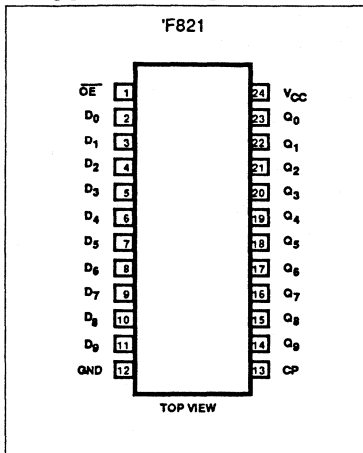 'F821
OE 1 24 VCC
D0 2 23 Q0
D1 3 22 Q1
D2 4 21 Q2
D3 5 20 Q3
D4 6 19 Q4
D5 7 18 Q5
D6 8 17 Q6
D7 9 16 Q7
D8 10 15 Q8
D9 11 14 Q9
GND 12 13 CP
TOP VIEW